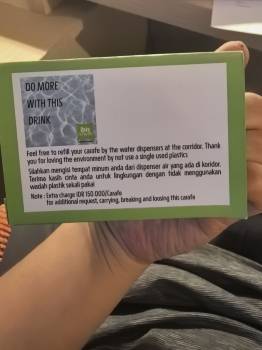 DO MORE
WITH THIS
DRINK
Feel free to refill your carafe by the water dispensers at the corridor. Thank
you for loving the environment by not use a single used plastics
Silahkan mengisi tempat minum anda dari dispenser air yang ada di koridor.
Terima kasih cinta anda untuk lingkungan dengan tidak menggunakan
wadah plastik sekali pakai
Note : Extra charge IDR 150.000/Carafe
for additional request, carrying, breaking and loosing this carafe